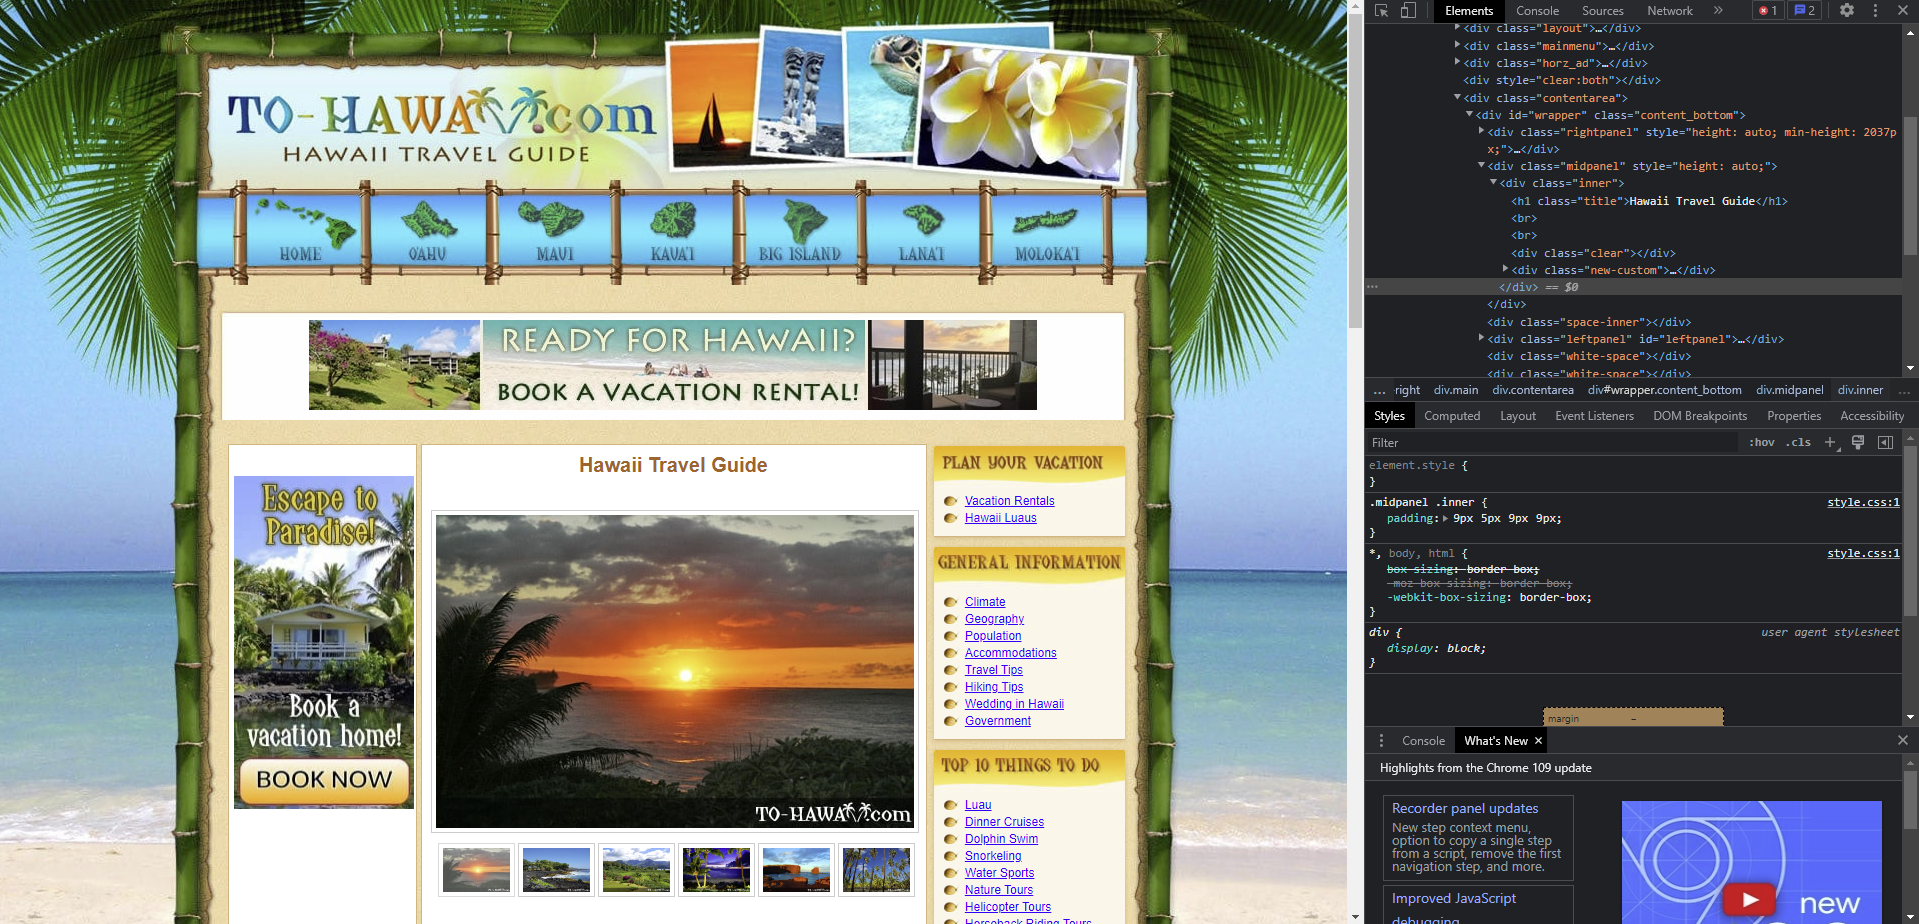 TO-HAWAII.com
HAWAII TRAVEL GUIDE
HOME
O'AHU
MAUI
KAUA'I
BIG ISLAND
LANA'I
MOLOKA'I
READY FOR HAWAII?
BOOK A VACATION RENTAL!
Escape to
Paradise!
Book a
vacation home!
BOOK NOW
Hawaii Travel Guide
TO-HAWAII.com
PLAN YOUR VACATION
Vacation Rentals
Hawaii Luaus
GENERAL INFORMATION
Climate
Geography
Population
Accommodations
Travel Tips
Hiking Tips
Wedding in Hawaii
Government
TOP 10 THINGS TO DO
Luau
Dinner Cruises
Dolphin Swim
Snorkeling
Water Sports
Nature Tours
Helicopter Tours
Horseback Riding Tours
Elements Console Sources Network » 1 2
<div class="layout">…</div>
<div class="mainmenu">…</div>
<div class="horz_ad">…</div>
<div style="clear:both"></div>
<div class="contentarea">
<div id="wrapper" class="content_bottom">
<div class="rightpanel" style="height: auto; min-height: 2037p
x;">…</div>
<div class="midpanel" style="height: auto;">
<div class="inner">
<h1 class="title">Hawaii Travel Guide</h1>
<br>
<br>
<div class="clear"></div>
<div class="new-custom">…</div>
</div> == $0
</div>
<div class="space-inner"></div>
<div class="leftpanel" id="leftpanel">…</div>
<div class="white-space"></div>
<div class="white-space"></div>
… right div.main div.contentarea div#wrapper.content_bottom div.midpanel div.inner …
Styles Computed Layout Event Listeners DOM Breakpoints Properties Accessibility
Filter :hov .cls +
element.style {
}
.midpanel .inner { style.css:1
padding: 9px 5px 9px 9px;
}
*, body, html { style.css:1
box-sizing: border-box;
-moz-box-sizing: border-box;
-webkit-box-sizing: border-box;
}
div { user agent stylesheet
display: block;
}
margin –
Console What's New ×
Highlights from the Chrome 109 update
Recorder panel updates
New step context menu,
option to copy a single step
from a script, remove the first
navigation step, and more.
Improved JavaScript
debugging
new